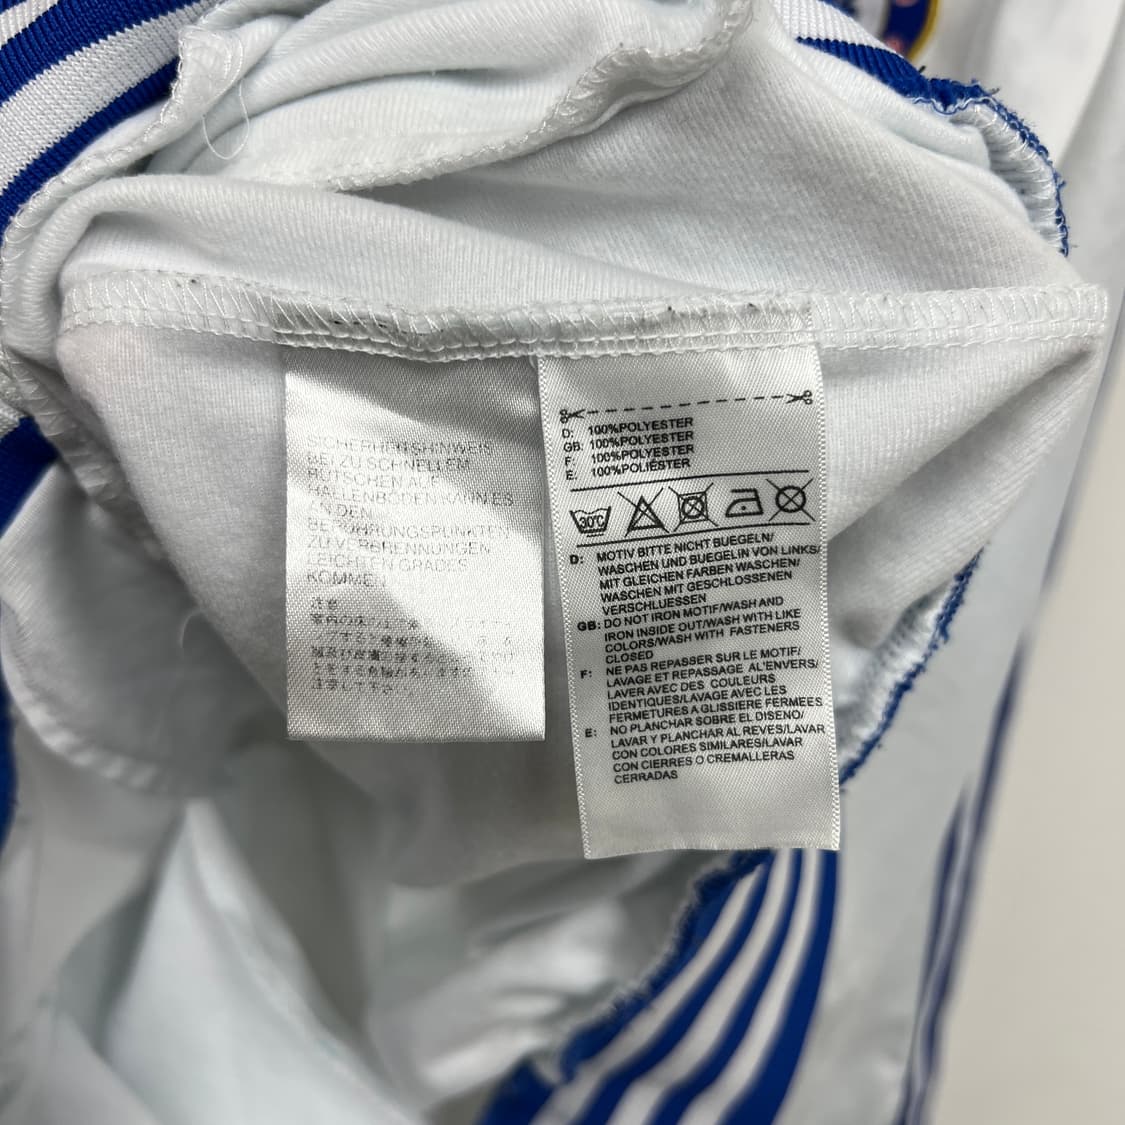 SICHERHEITSHINWEIS
BEI ZU SCHNELLEM
RUTSCHEN AUF
HALLENBÖDEN KANN ES
AN DEN
BERÜHRUNGSPUNKTEN
ZU VERBRENNUNGEN
LEICHTEN GRADES
KOMMEN
注意
D: 100%POLYESTER
GB: 100%POLYESTER
F: 100%POLYESTER
E: 100%POLIÉSTER
30°C
D: MOTIV BITTE NICHT BUEGELN/
WASCHEN UND BUEGELIN VON LINKS/
MIT GLEICHEN FARBEN WASCHEN/
WASCHEN MIT GESCHLOSSENEN
VERSCHLUESSEN
GB: DO NOT IRON MOTIF/WASH AND
IRON INSIDE OUT/WASH WITH LIKE
COLORS/WASH WITH FASTENERS
CLOSED
F: NE PAS REPASSER SUR LE MOTIF/
LAVAGE ET REPASSAGE AL'ENVERS/
LAVER AVEC DES COULEURS
IDENTIQUES/LAVAGE AVEC LES
FERMETURES A GLISSIERE FERMEES
E: NO PLANCHAR SOBRE EL DISENO/
LAVAR Y PLANCHAR AL REVES/LAVAR
CON COLORES SIMILARES/LAVAR
CON CIERRES O CREMALLERAS
CERRADAS